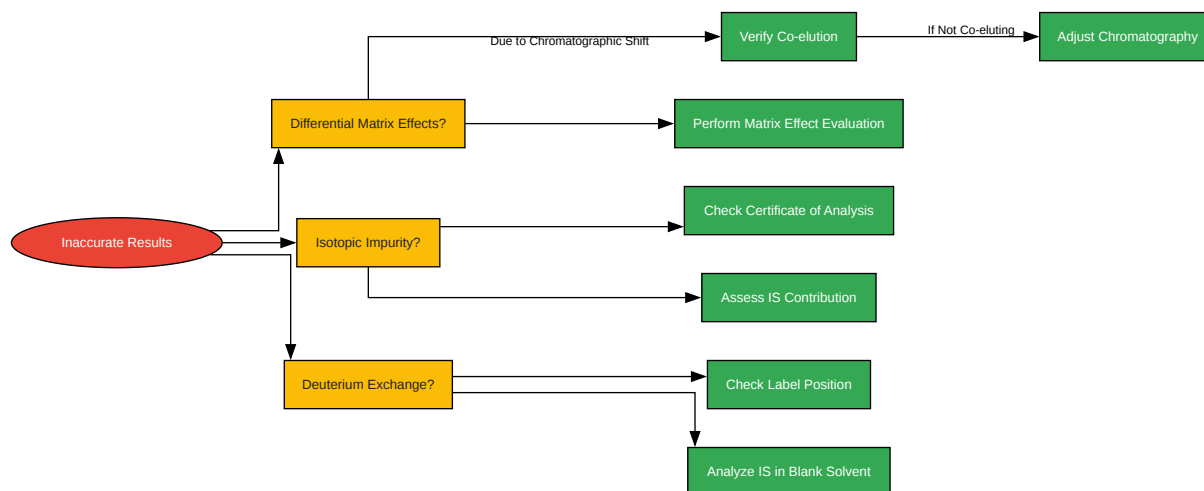 Verify Co-elution
If Not Co-eluting
Adjust Chromatography
Due to Chromatographic Shift
Differential Matrix Effects?
Perform Matrix Effect Evaluation
Check Certificate of Analysis
Inaccurate Results
Isotopic Impurity?
Assess IS Contribution
Deuterium Exchange?
Check Label Position
Analyze IS in Blank Solvent